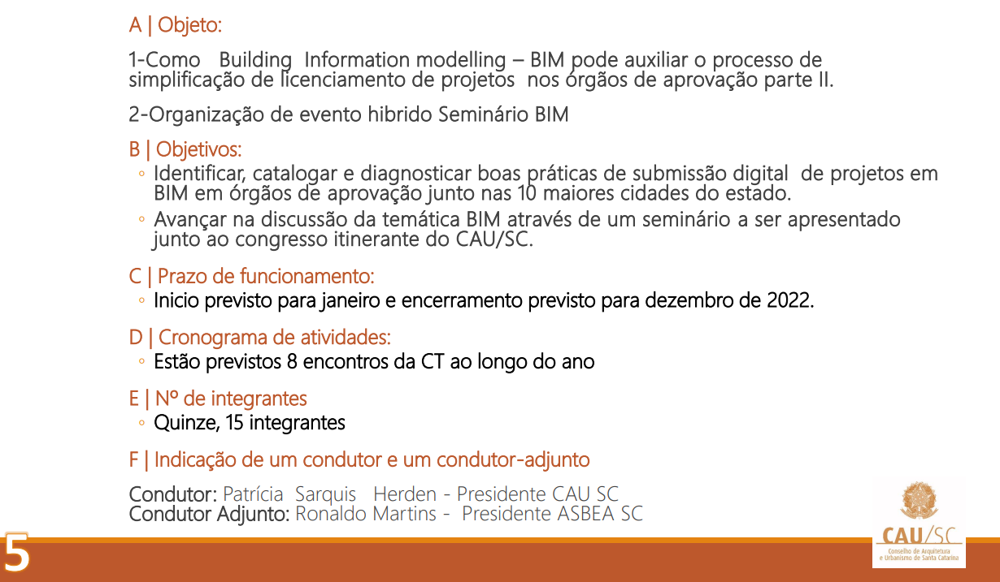 A | Objeto:
1-Como Building Information modelling – BIM pode auxiliar o processo de
simplificação de licenciamento de projetos nos órgãos de aprovação parte II.
2-Organização de evento hibrido Seminário BIM
B | Objetivos:
◦ Identificar, catalogar e diagnosticar boas práticas de submissão digital de projetos em
BIM em órgãos de aprovação junto nas 10 maiores cidades do estado.
◦ Avançar na discussão da temática BIM através de um seminário a ser apresentado
junto ao congresso itinerante do CAU/SC.
C | Prazo de funcionamento:
◦ Inicio previsto para janeiro e encerramento previsto para dezembro de 2022.
D | Cronograma de atividades:
◦ Estão previstos 8 encontros da CT ao longo do ano
E | Nº de integrantes
◦ Quinze, 15 integrantes
F | Indicação de um condutor e um condutor-adjunto
Condutor: Patrícia Sarquis Herden - Presidente CAU SC
Condutor Adjunto: Ronaldo Martins - Presidente ASBEA SC
5
CAU/SC
Conselho de Arquitetura
e Urbanismo de Santa Catarina